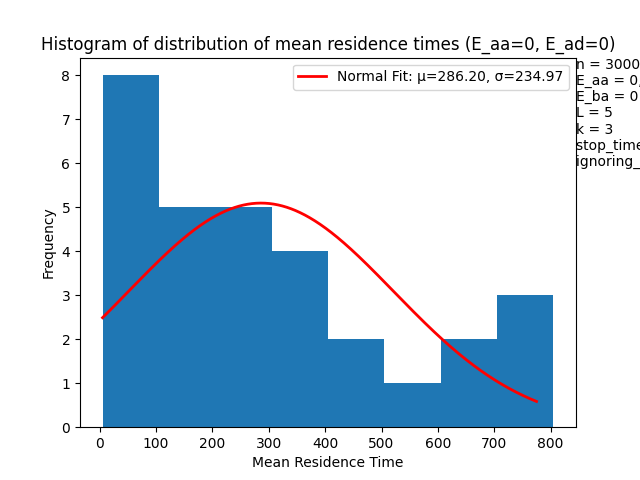 Histogram of distribution of mean residence times (E_aa=0, E_ad=0)
Normal Fit: μ=286.20, σ=234.97
n = 3000
E_aa = 0,
E_ba = 0
L = 5
k = 3
stop_time
ignoring_
Frequency
8
7
6
5
4
3
2
1
0
0 100 200 300 400 500 600 700 800
Mean Residence Time